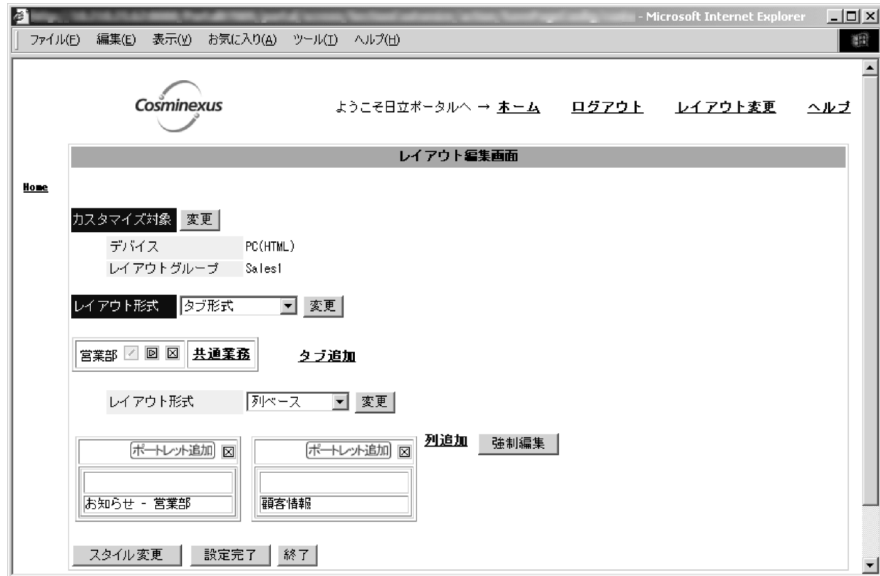 - Microsoft Internet Explorer
ファイル(F) 編集(E) 表示(V) お気に入り(A) ツール(T) ヘルプ(H)
Cosminexus
ようこそ日立ポータルへ → ホーム ログアウト レイアウト変更 ヘルプ
レイアウト編集画面
Home
カスタマイズ対象 変更
デバイス PC(HTML)
レイアウトグループ Sales1
レイアウト形式 タブ形式 変更
営業部 共通業務 タブ追加
レイアウト形式 列ベース 変更
ポートレット追加 ポートレット追加 列追加 強制編集
お知らせ - 営業部 顧客情報
スタイル変更 設定完了 終了